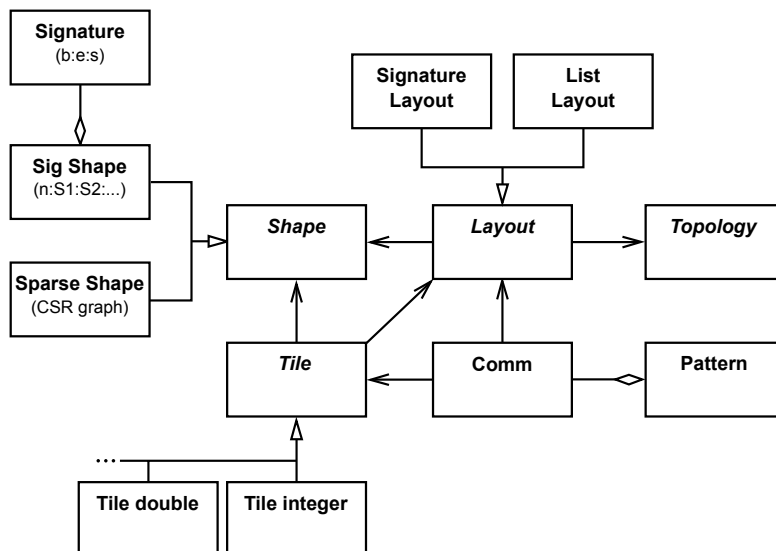 Signature
(b:e:s)
Signature
Layout
List
Layout
Sig Shape
(n:S1:S2:...)
Shape
Layout
Topology
Sparse Shape
(CSR graph)
Tile
Comm
Pattern
...
Tile double
Tile integer